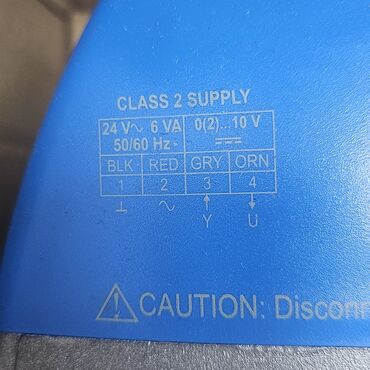 CLASS 2 SUPPLY
24 V~ 6 VA 0(2)...10 V
50/60 Hz
BLK RED GRY ORN
1 2 3 4
Y U
CAUTION: Disconn